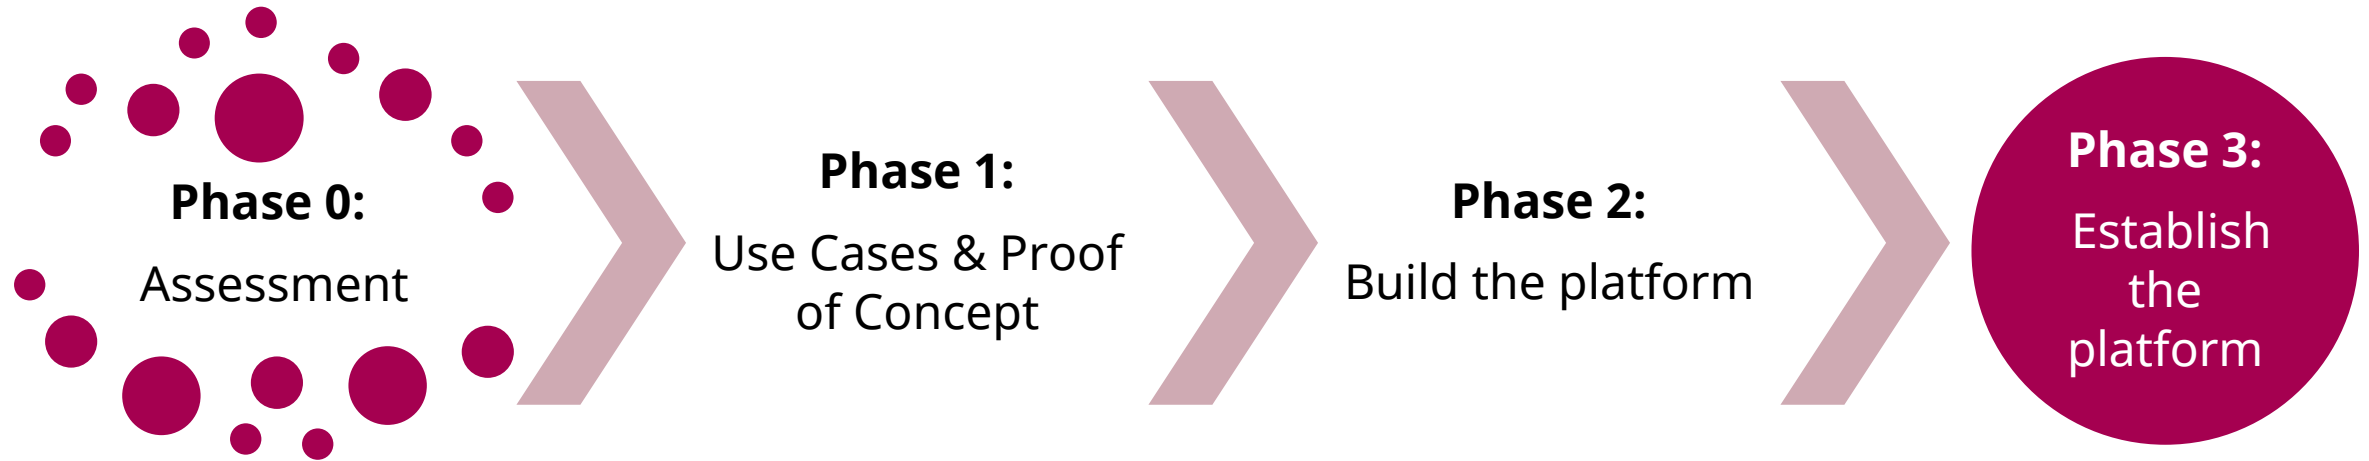 Phase 0:
Assessment
Phase 1:
Use Cases & Proof
of Concept
Phase 2:
Build the platform
Phase 3:
Establish
the
platform